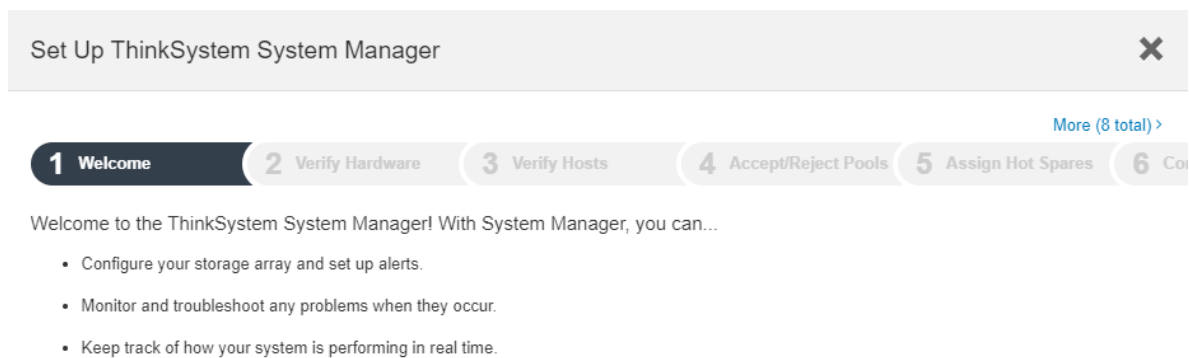 Set Up ThinkSystem System Manager
More (8 total) >
1 Welcome 2 Verify Hardware 3 Verify Hosts 4 Accept/Reject Pools 5 Assign Hot Spares 6
Welcome to the ThinkSystem System Manager! With System Manager, you can...
• Configure your storage array and set up alerts.
• Monitor and troubleshoot any problems when they occur.
• Keep track of how your system is performing in real time.